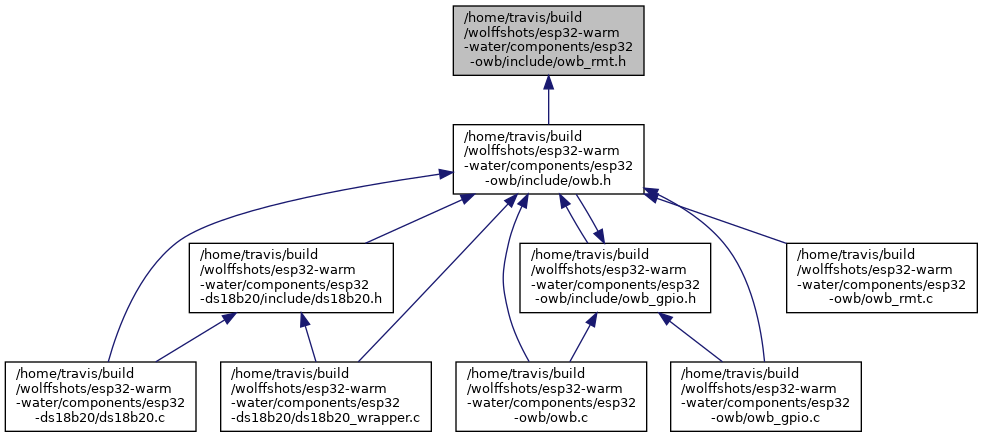 /home/travis/build
/wolffshots/esp32-warm
-water/components/esp32
-owb/include/owb_rmt.h
/home/travis/build
/wolffshots/esp32-warm
-water/components/esp32
-owb/include/owb.h
/home/travis/build
/wolffshots/esp32-warm
-water/components/esp32
-ds18b20/include/ds18b20.h
/home/travis/build
/wolffshots/esp32-warm
-water/components/esp32
-owb/include/owb_gpio.h
/home/travis/build
/wolffshots/esp32-warm
-water/components/esp32
-owb/owb_rmt.c
/home/travis/build
/wolffshots/esp32-warm
-water/components/esp32
-ds18b20/ds18b20.c
/home/travis/build
/wolffshots/esp32-warm
-water/components/esp32
-ds18b20/ds18b20_wrapper.c
/home/travis/build
/wolffshots/esp32-warm
-water/components/esp32
-owb/owb.c
/home/travis/build
/wolffshots/esp32-warm
-water/components/esp32
-owb/owb_gpio.c